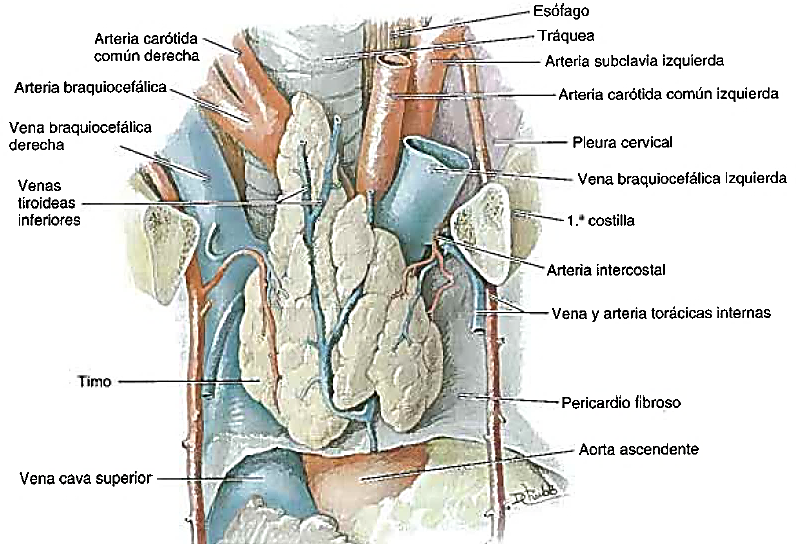 Esófago
Tráquea
Arteria carótida
común derecha
Arteria subclavia izquierda
Arteria braquiocefálica
Arteria carótida común izquierda
Vena braquiocefálica
derecha
Pleura cervical
Vena braquiocefálica izquierda
Venas
tiroideas
inferiores
1.ª costilla
Arteria intercostal
Vena y arteria torácicas internas
Timo
Pericardio fibroso
Aorta ascendente
Vena cava superior